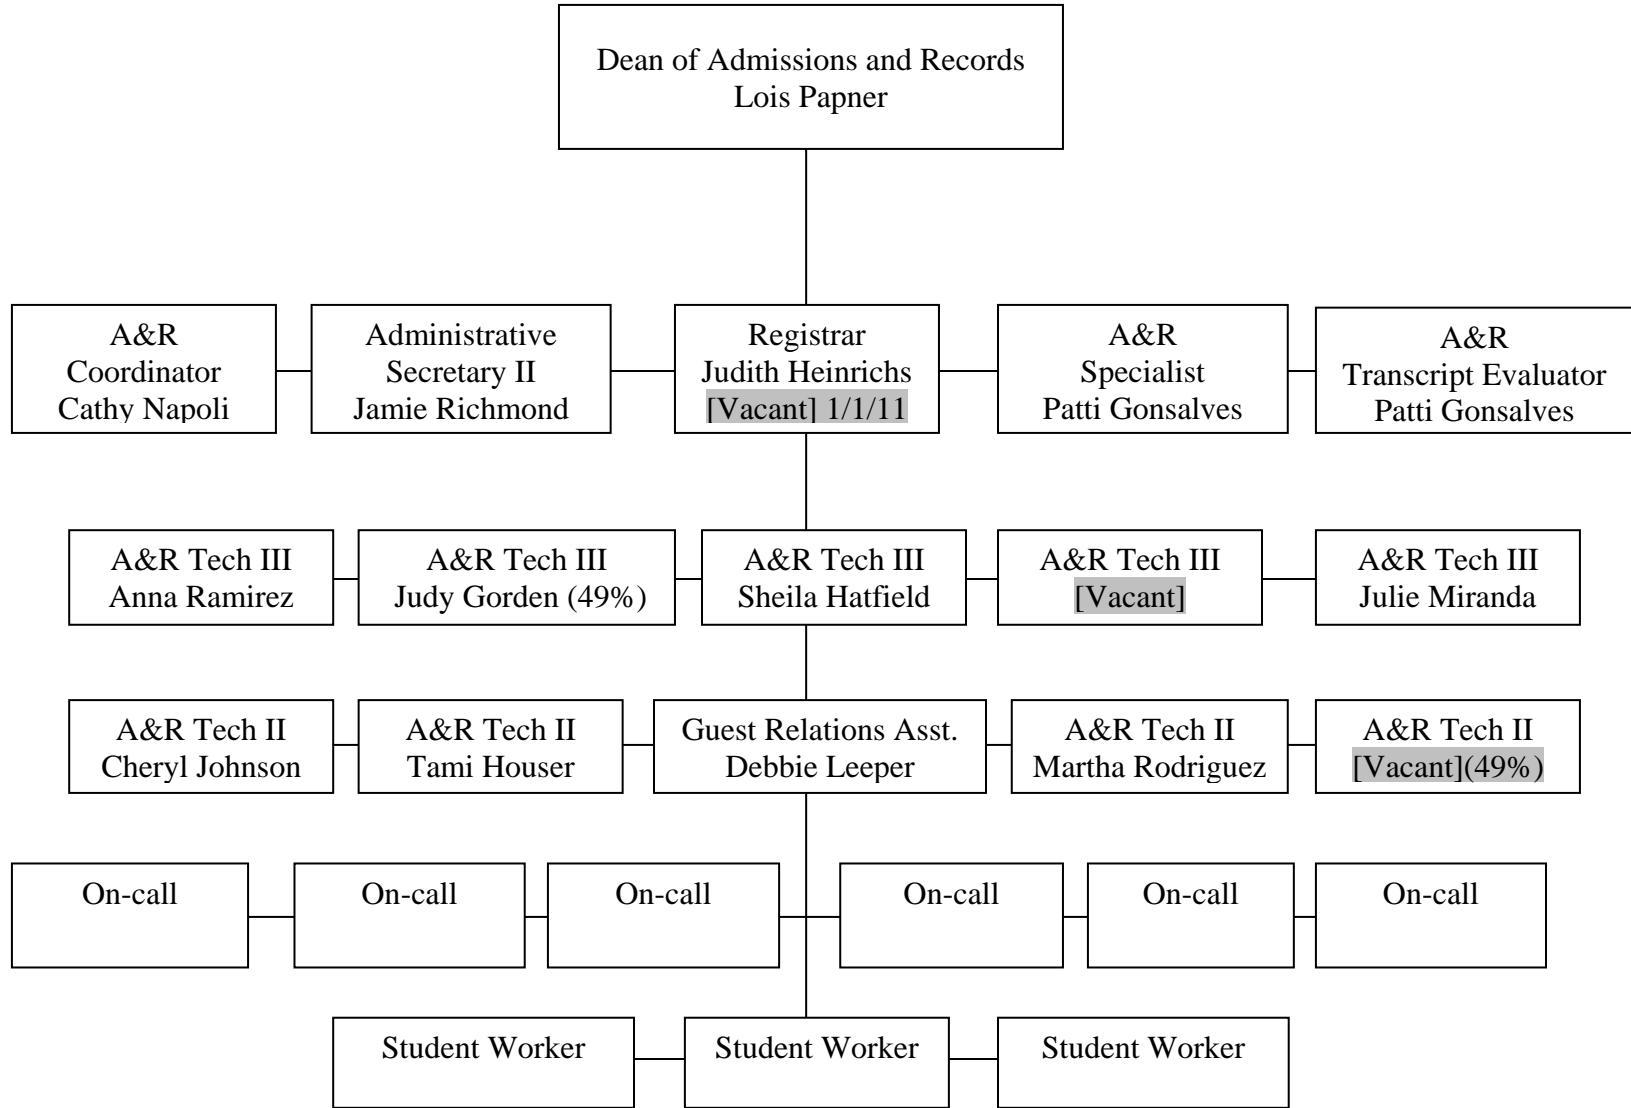 Dean of Admissions and Records
Lois Papner
A&R
Coordinator
Cathy Napoli
Administrative
Secretary II
Jamie Richmond
Registrar
Judith Heinrichs
[Vacant] 1/1/11
A&R
Specialist
Patti Gonsalves
A&R
Transcript Evaluator
Patti Gonsalves
A&R Tech III
Anna Ramirez
A&R Tech III
Judy Gorden (49%)
A&R Tech III
Sheila Hatfield
A&R Tech III
[Vacant]
A&R Tech III
Julie Miranda
A&R Tech II
Cheryl Johnson
A&R Tech II
Tami Houser
Guest Relations Asst.
Debbie Leeper
A&R Tech II
Martha Rodriguez
A&R Tech II
[Vacant](49%)
On-call
On-call
On-call
On-call
On-call
On-call
Student Worker
Student Worker
Student Worker